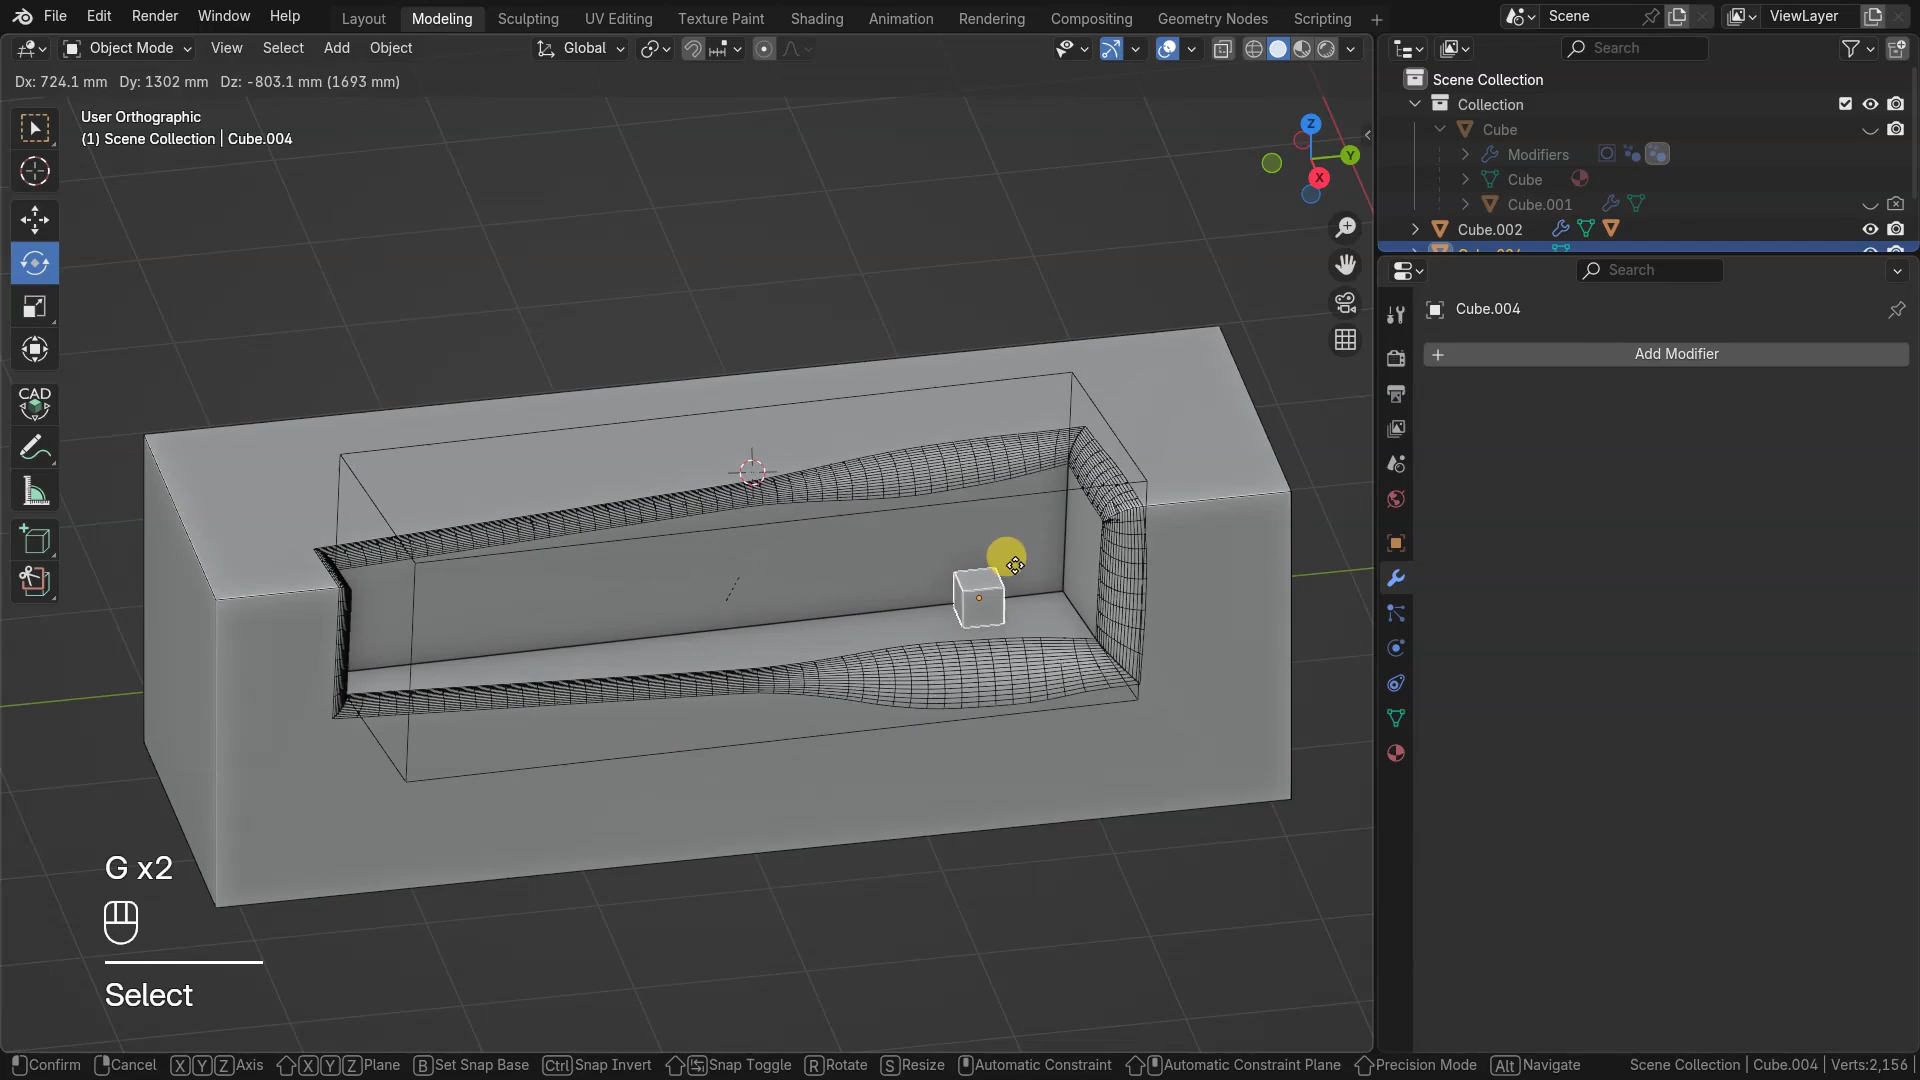 File Edit Render Window Help
Layout Modeling Sculpting UV Editing Texture Paint Shading Animation Rendering Compositing Geometry Nodes Scripting +
Scene
ViewLayer
Object Mode View Select Add Object
Global
Search
Dx: 724.1 mm Dy: 1302 mm Dz: -803.1 mm (1693 mm)
User Orthographic
(1) Scene Collection | Cube.004
Z
Y
X
CAD
Scene Collection
Collection
Cube
Modifiers
Cube
Cube.001
Cube.002
Search
Cube.004
+ Add Modifier
G x2
Select
Confirm Cancel X Y Z Axis X Y Z Plane B Set Snap Base Ctrl Snap Invert Snap Toggle R Rotate S Resize Automatic Constraint Automatic Constraint Plane Precision Mode Alt Navigate Scene Collection | Cube.004 | Verts:2,156 |